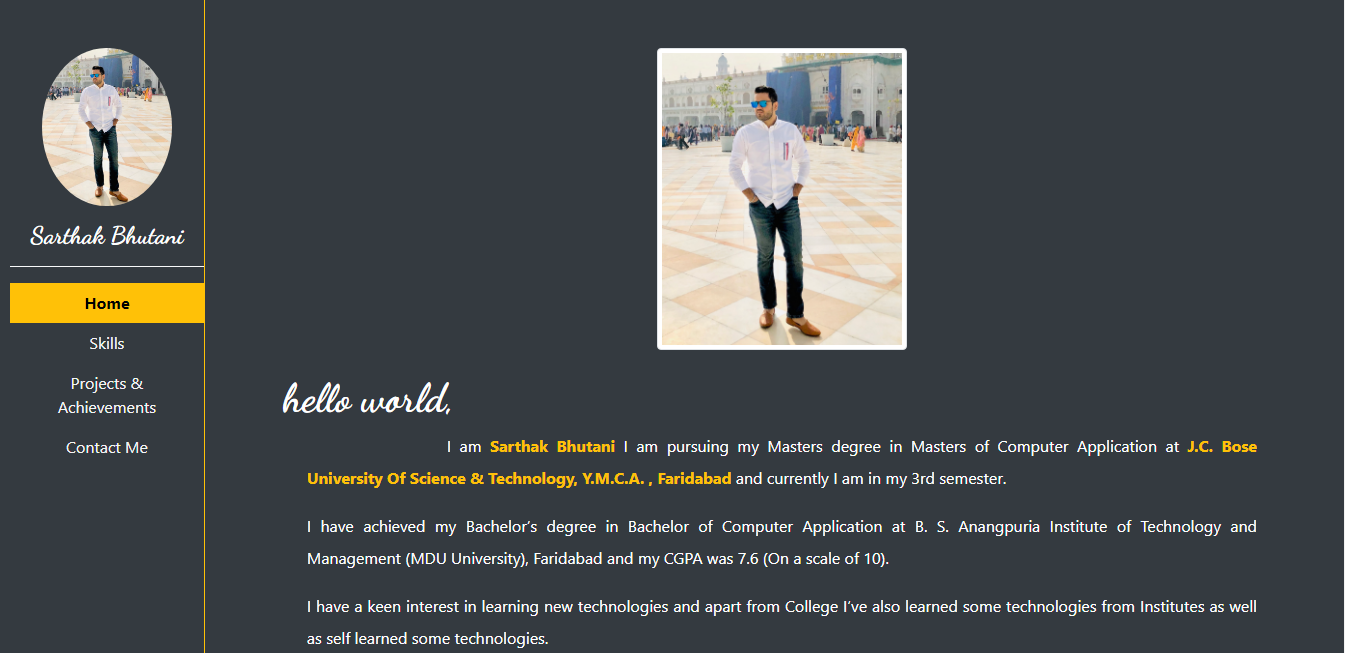 Sarthak Bhutani
Home
Skills
Projects &
Achievements
Contact Me
hello world,
I am Sarthak Bhutani I am pursuing my Masters degree in Masters of Computer Application at J.C. Bose
University Of Science & Technology, Y.M.C.A. , Faridabad and currently I am in my 3rd semester.
I have achieved my Bachelor’s degree in Bachelor of Computer Application at B. S. Anangpuria Institute of Technology and
Management (MDU University), Faridabad and my CGPA was 7.6 (On a scale of 10).
I have a keen interest in learning new technologies and apart from College I’ve also learned some technologies from Institutes as well
as self learned some technologies.